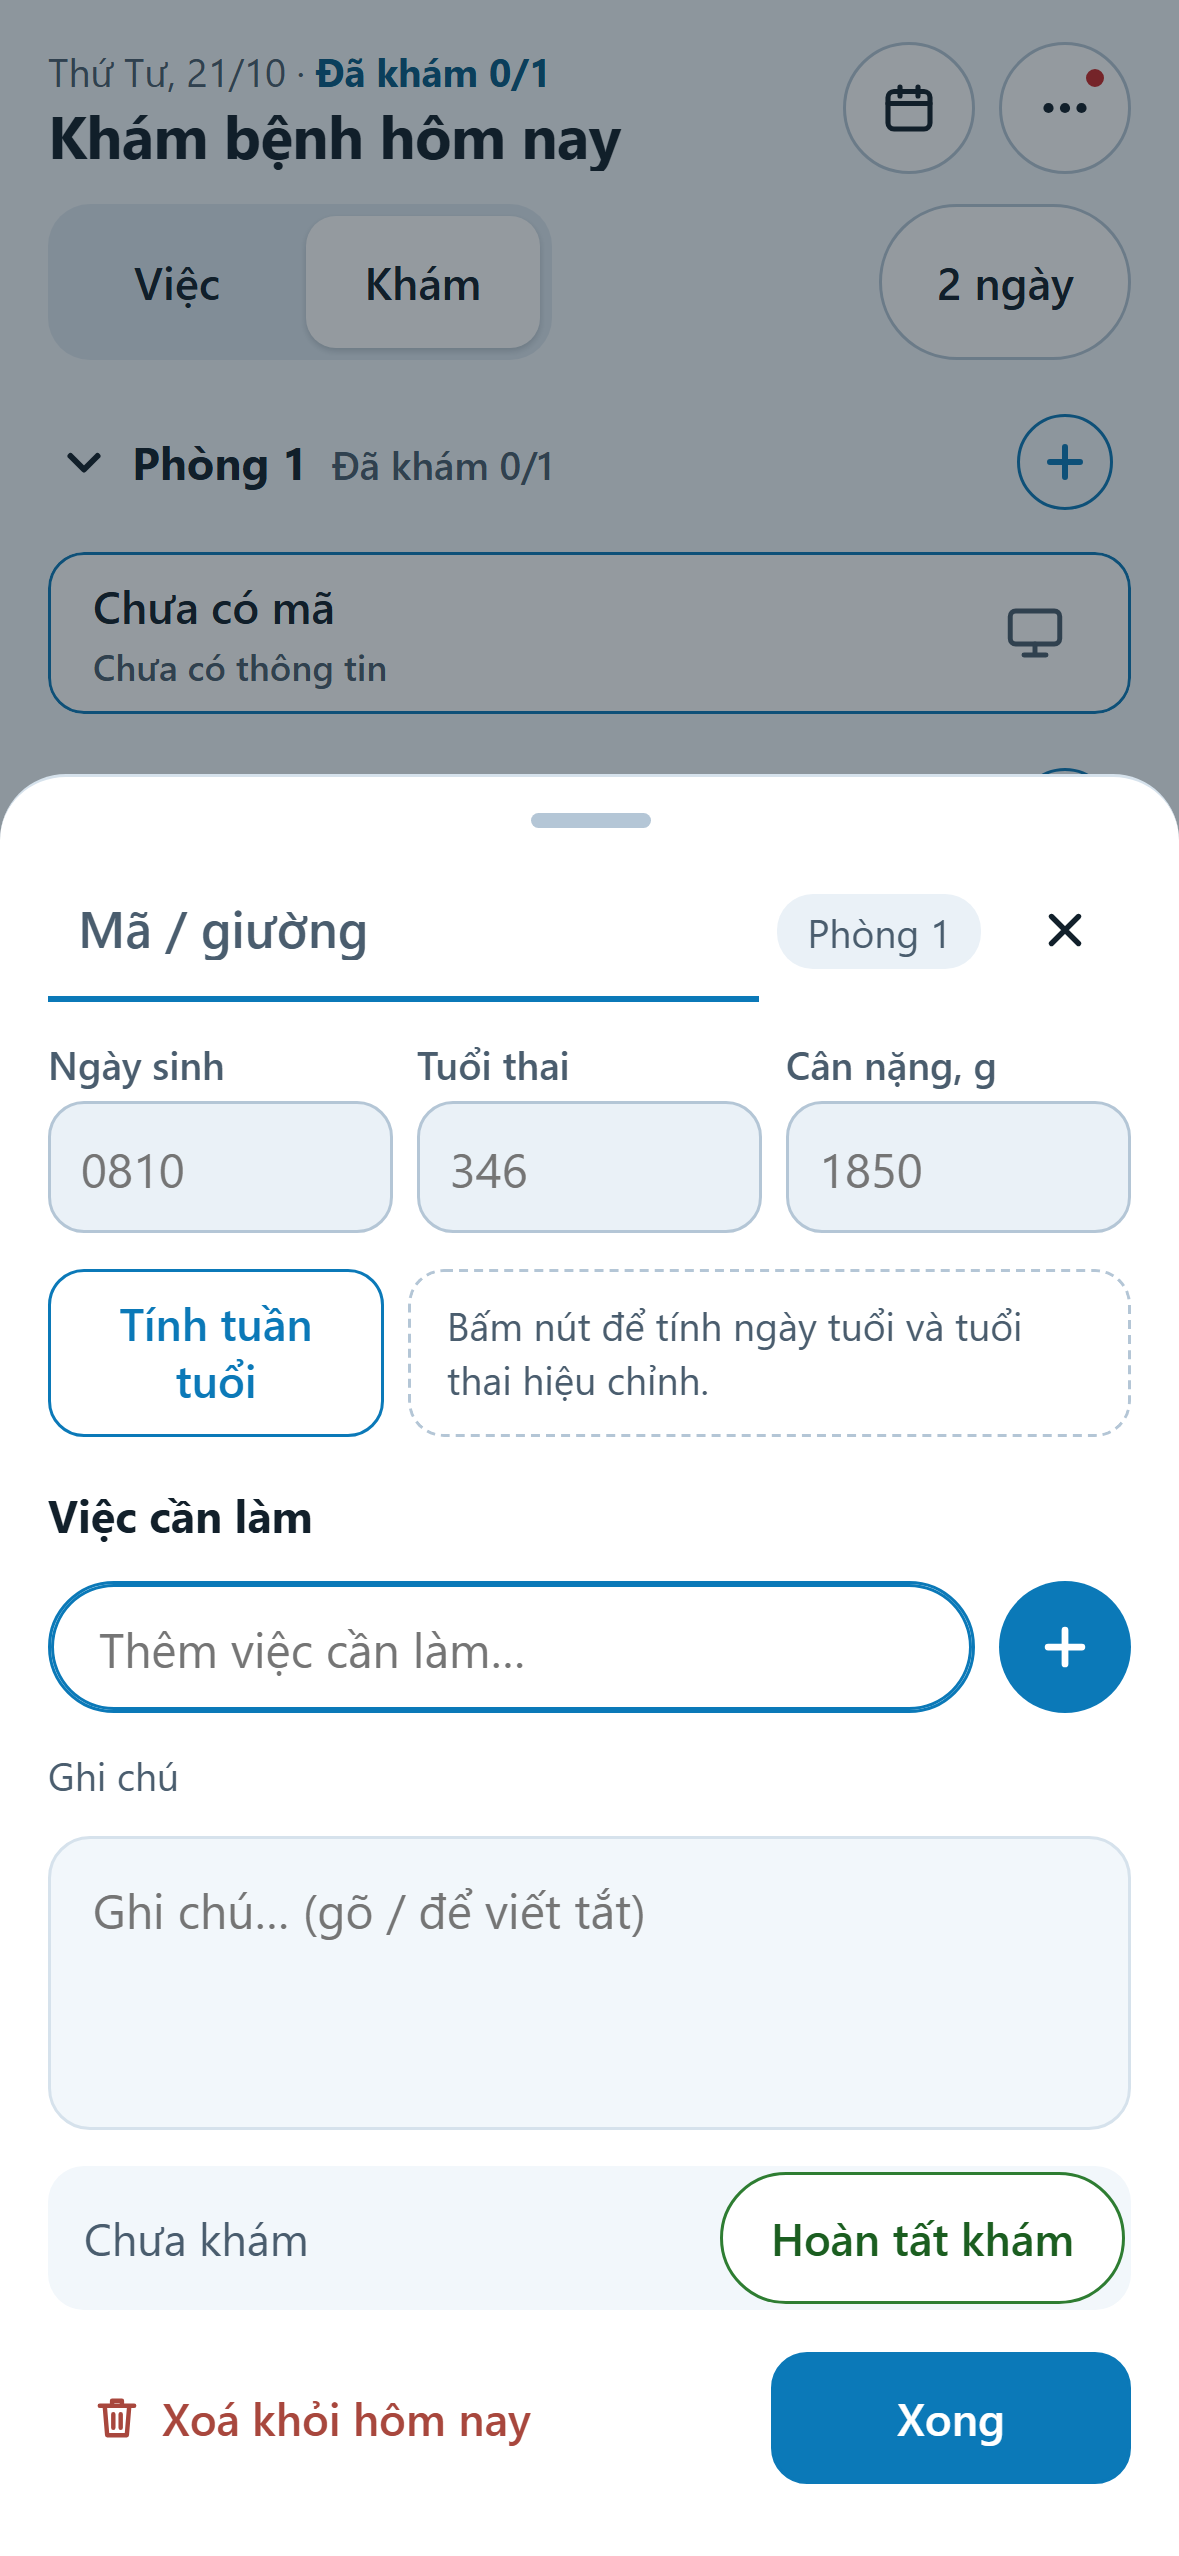 Thứ Tư, 21/10 · Đã khám 0/1
Khám bệnh hôm nay
Việc
Khám
2 ngày
Phòng 1 Đã khám 0/1
Chưa có mã
Chưa có thông tin
Mã / giường
Phòng 1
Ngày sinh
Tuổi thai
Cân nặng, g
0810
346
1850
Tính tuần
tuổi
Bấm nút để tính ngày tuổi và tuổi
thai hiệu chỉnh.
Việc cần làm
Thêm việc cần làm...
Ghi chú
Ghi chú... (gõ / để viết tắt)
Chưa khám
Hoàn tất khám
Xoá khỏi hôm nay
Xong